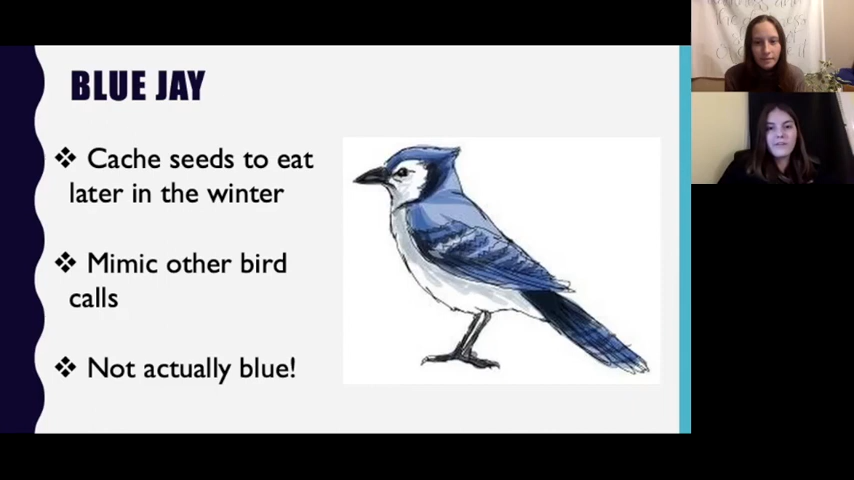 BLUE JAY
❖ Cache seeds to eat
later in the winter
❖ Mimic other bird
calls
❖ Not actually blue!